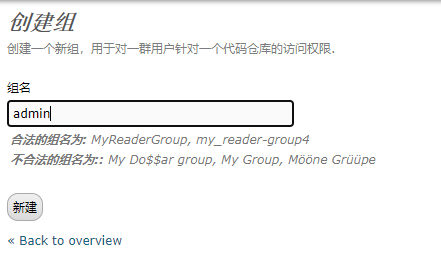 创建组
创建一个新组，用于对一群用户针对一个代码仓库的访问权限．
组名
admin
合法的组名为: MyReaderGroup, my_reader-group4
不合法的组名为:: My Do$$ar group, My Group, Mööne Grüüpe
新建
« Back to overview